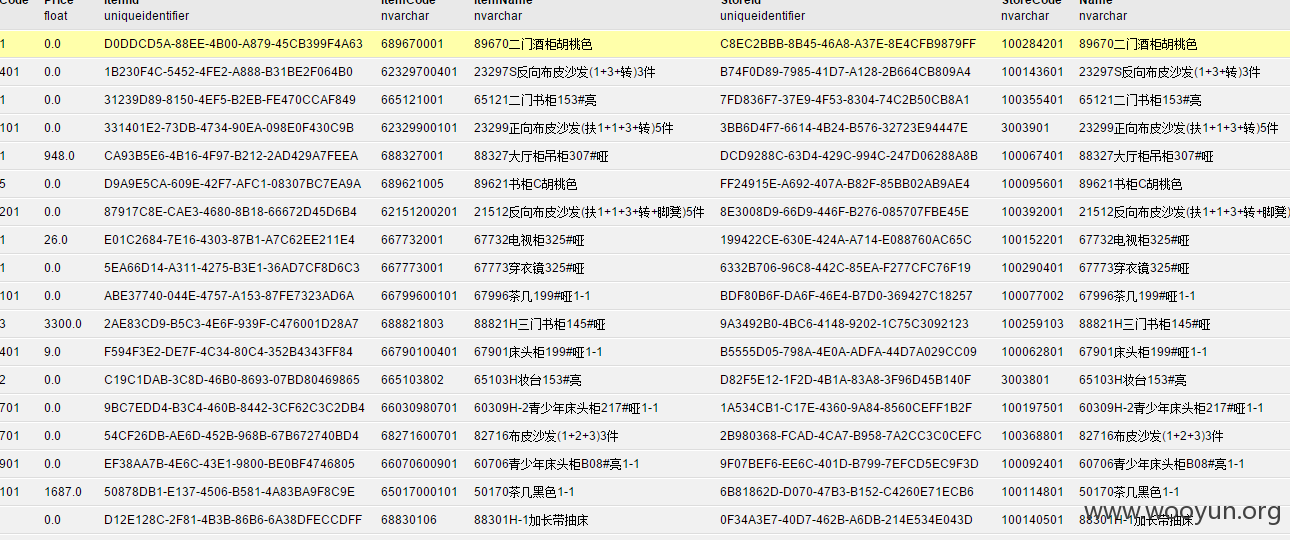 Code Price ItemId ItemCode ItemName StoreId StoreCode Name
float uniqueidentifier nvarchar nvarchar uniqueidentifier nvarchar nvarchar
1 0.0 D0DDCD5A-88EE-4B00-A879-45CB399F4A63 689670001 89670二门酒柜胡桃色 C8EC2BBB-8B45-46A8-A37E-8E4CFB9879FF 100284201 89670二门酒柜胡桃色
401 0.0 1B230F4C-5452-4FE2-A888-B31BE2F064B0 62329700401 23297S反向布皮沙发(1+3+转)3件 B74F0D89-7985-41D7-A128-2B664CB809A4 100143601 23297S反向布皮沙发(1+3+转)3件
1 0.0 31239D89-8150-4EF5-B2EB-FE470CCAF849 665121001 65121二门书柜153#亮 7FD836F7-37E9-4F53-8304-74C2B50CB8A1 100355401 65121二门书柜153#亮
101 0.0 331401E2-73DB-4734-90EA-098E0F430C9B 62329900101 23299正向布皮沙发(扶1+1+3+转)5件 3BB6D4F7-6614-4B24-B576-32723E94447E 3003901 23299正向布皮沙发(扶1+1+3+转)5件
1 948.0 CA93B5E6-4B16-4F97-B212-2AD429A7FEEA 688327001 88327大厅柜吊柜307#哑 DCD9288C-63D4-429C-994C-247D06288A8B 100067401 88327大厅柜吊柜307#哑
5 0.0 D9A9E5CA-609E-42F7-AFC1-08307BC7EA9A 689621005 89621书柜C胡桃色 FF24915E-A692-407A-B82F-85BB02AB9AE4 100095601 89621书柜C胡桃色
201 0.0 87917C8E-CAE3-4680-8B18-66672D45D6B4 62151200201 21512反向布皮沙发(扶1+1+3+转+脚凳)5件 8E3008D9-66D9-446F-B276-085707FBE45E 100392001 21512反向布皮沙发(扶1+1+3+转+脚凳)
1 26.0 E01C2684-7E16-4303-87B1-A7C62EE211E4 667732001 67732电视柜325#哑 199422CE-630E-424A-A714-E088760AC65C 100152201 67732电视柜325#哑
1 0.0 5EA66D14-A311-4275-B3E1-36AD7CF8D6C3 667773001 67773穿衣镜325#哑 6332B706-96C8-442C-85EA-F277CFC76F19 100290401 67773穿衣镜325#哑
101 0.0 ABE37740-044E-4757-A153-87FE7323AD6A 66799600101 67996茶几199#哑1-1 BDF80B6F-DA6F-46E4-B7D0-369427C18257 100077002 67996茶几199#哑1-1
3 3300.0 2AE83CD9-B5C3-4E6F-939F-C476001D28A7 688821803 88821H三门书柜145#哑 9A3492B0-4BC6-4148-9202-1C75C3092123 100259103 88821H三门书柜145#哑
401 9.0 F594F3E2-DE7F-4C34-80C4-352B4343FF84 66790100401 67901床头柜199#哑1-1 B5555D05-798A-4E0A-ADFA-44D7A029CC09 100062801 67901床头柜199#哑1-1
2 0.0 C19C1DAB-3C8D-46B0-8693-07BD80469865 665103802 65103H妆台153#亮 D82F5E12-1F2D-4B1A-83A8-3F96D45B140F 3003801 65103H妆台153#亮
701 0.0 9BC7EDD4-B3C4-460B-8442-3CF62C3C2DB4 66030980701 60309H-2青少年床头柜217#哑1-1 1A534CB1-C17E-4360-9A84-8560CEFF1B2F 100197501 60309H-2青少年床头柜217#哑1-1
701 0.0 54CF26DB-AE6D-452B-968B-67B672740BD4 68271600701 82716布皮沙发(1+2+3)3件 2B980368-FCAD-4CA7-B958-7A2CC3C0CEFC 100368801 82716布皮沙发(1+2+3)3件
901 0.0 EF38AA7B-4E6C-43E1-9800-BE0BF4746805 66070600901 60706青少年床头柜B08#亮1-1 9F07BEF6-EE6C-401D-B799-7EFCD5EC9F3D 100092401 60706青少年床头柜B08#亮1-1
101 1687.0 50878DB1-E137-4506-B581-4A83BA9F8C9E 65017000101 50170茶几黑色1-1 6B81862D-D070-47B3-B152-C4260E71ECB6 100114801 50170茶几黑色1-1
0.0 D12E128C-2F81-4B3B-86B6-6A38DFECCDFF 68830106 88301H-1加长带抽床 0F34A3E7-40D7-462B-A6DB-214E534E043D 100140501 88301H-1加长带抽床
www.wooyun.org